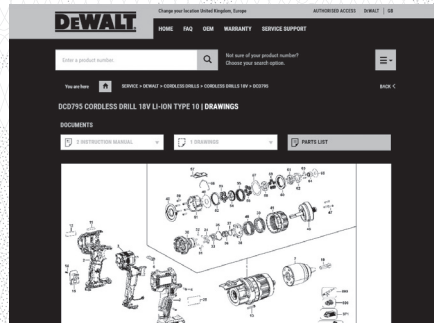 DEWALT.
Change your location United Kingdom, Europe
AUTHORISED ACCESS DeWALT GB
HOME FAQ OEM WARRANTY SERVICE SUPPORT
Enter a product number.
Not sure of your product number?
Choose your search option.
You are here SERVICE > DEWALT > CORDLESS DRILLS > CORDLESS DRILLS 18V > DCD795
BACK <
DCD795 CORDLESS DRILL 18V LI-ION TYPE 10 | DRAWINGS
DOCUMENTS
2 INSTRUCTION MANUAL
1 DRAWINGS
PARTS LIST